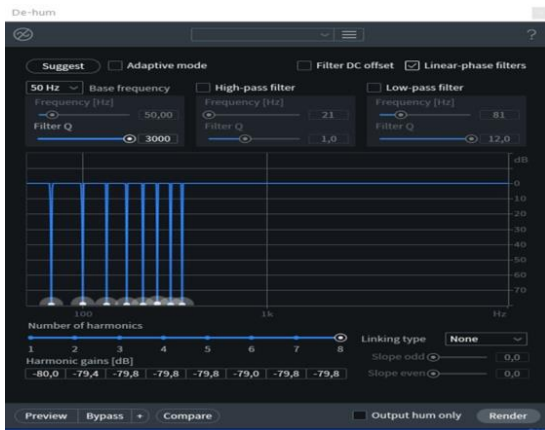 De-hum
?
Suggest Adaptive mode Filter DC offset Linear-phase filters
50 Hz Base frequency High-pass filter Low-pass filter
Frequency [Hz] Frequency [Hz] Frequency [Hz]
50,00 21 81
Filter Q Filter Q Filter Q
3000 1,0 12,0
dB
-0
-10
-20
-30
-40
-50
-60
-70
100 1k Hz
Number of harmonics
Linking type None
1 2 3 4 5 6 7 8
Slope odd 0,0
Harmonic gains [dB]
-80,0 -79,4 -79,8 -79,8 -79,8 -79,0 -79,8 -79,8 Slope even 0,0
Preview Bypass + Compare Output hum only Render